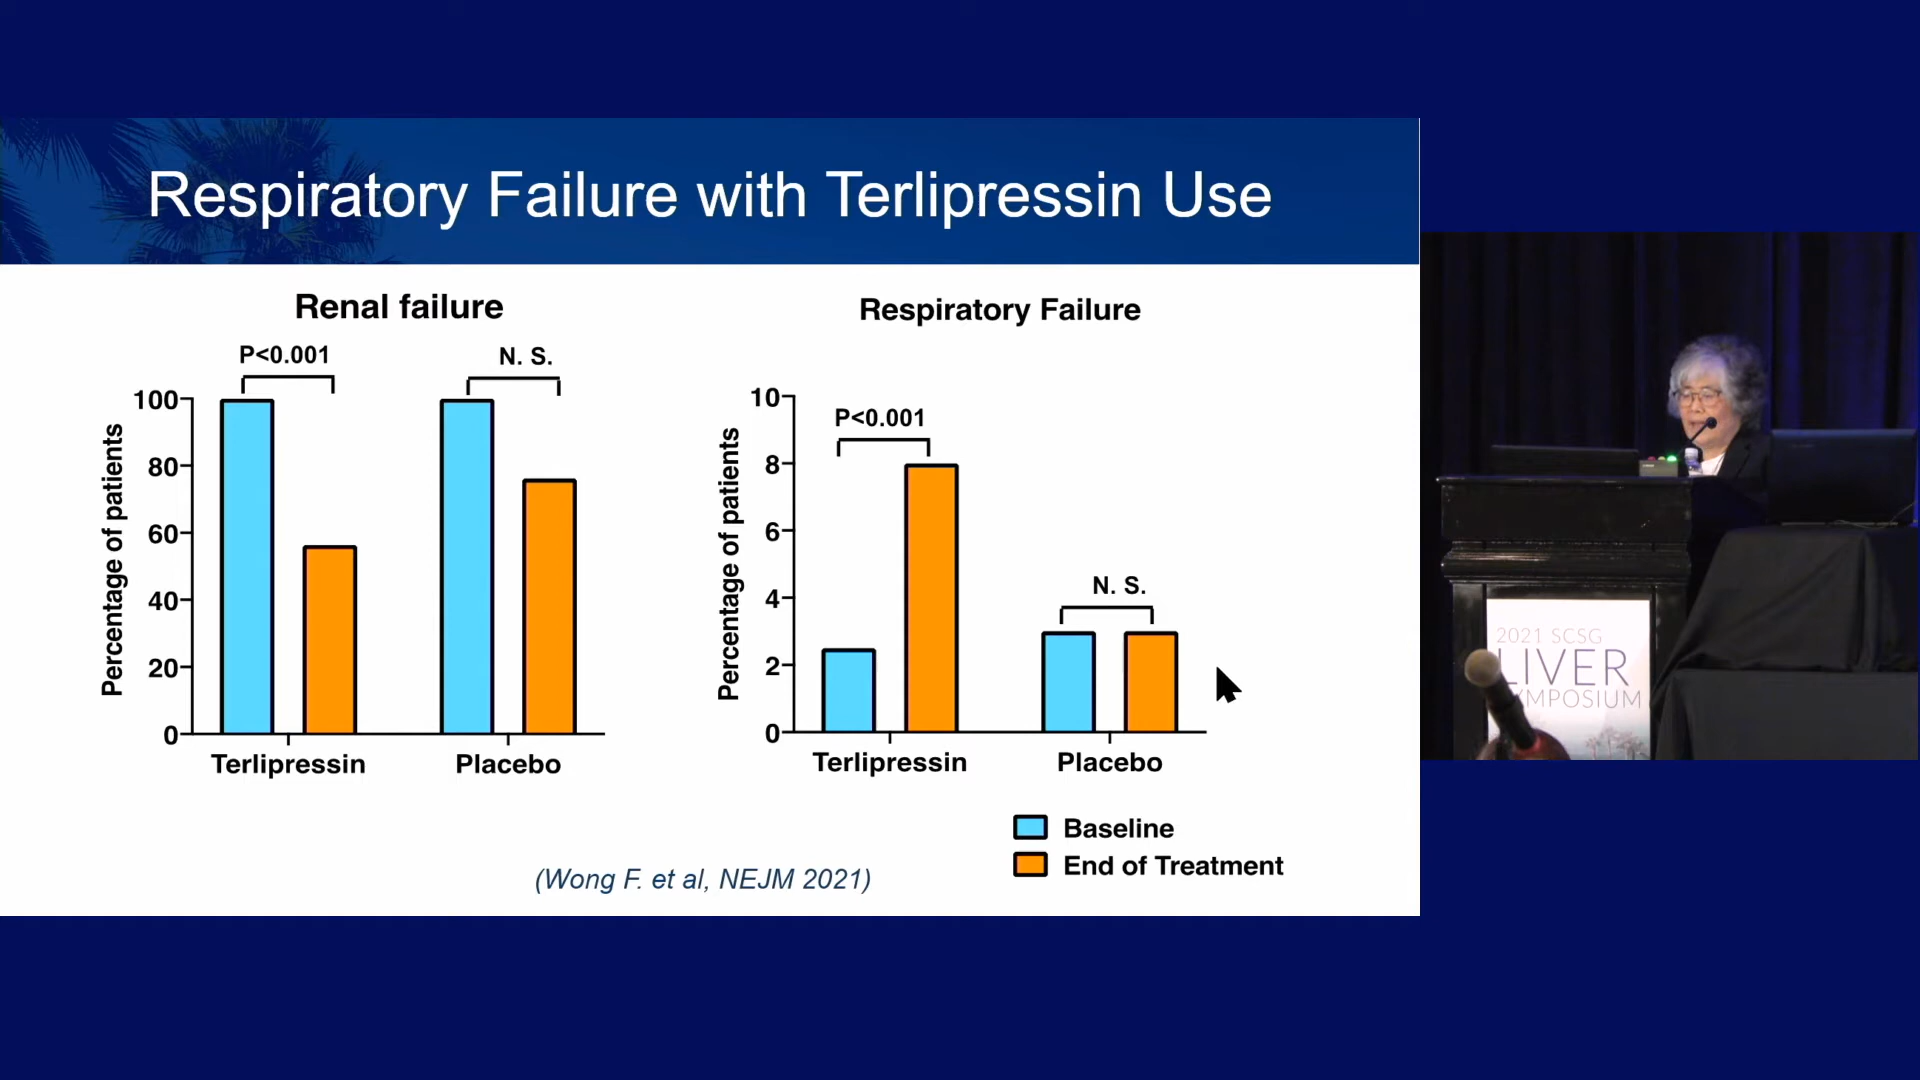 Respiratory Failure with Terlipressin Use
Renal failure
P<0.001
N. S.
Percentage of patients
100
80
60
40
20
0
Terlipressin
Placebo
Respiratory Failure
P<0.001
N. S.
Percentage of patients
10
8
6
4
2
0
Terlipressin
Placebo
Baseline
End of Treatment
(Wong F. et al, NEJM 2021)
2021 SCSG
LIVER
YMPOSIUM